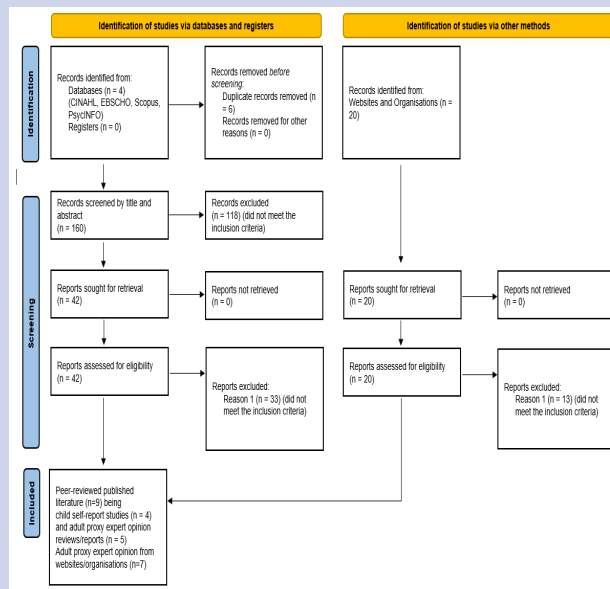 Identification of studies via databases and registers
Identification of studies via other methods
Identification
Records identified from:
Databases (n = 4)
(CINAHL, EBSCHO, Scopus,
PsycINFO)
Registers (n = 0)
Records removed before
screening:
Duplicate records removed (n
= 6)
Records removed for other
reasons (n = 0)
Records identified from:
Websites and Organisations (n =
20)
Screening
Records screened by title and
abstract
(n = 160)
Records excluded
(n = 118) (did not meet the
inclusion criteria)
Reports sought for retrieval
(n = 42)
Reports not retrieved
(n = 0)
Reports sought for retrieval
(n = 20)
Reports not retrieved
(n = 0)
Reports assessed for eligibility
(n = 42)
Reports excluded:
Reason 1 (n = 33) (did not
meet the inclusion criteria)
Reports assessed for eligibility
(n = 20)
Reports excluded:
Reason 1 (n = 13) (did not
meet the inclusion criteria)
Included
Peer-reviewed published
literature (n=9) being
child self-report studies (n = 4)
and adult proxy expert opinion
reviews/reports (n = 5)
Adult proxy expert opinion from
websites/organisations (n=7)